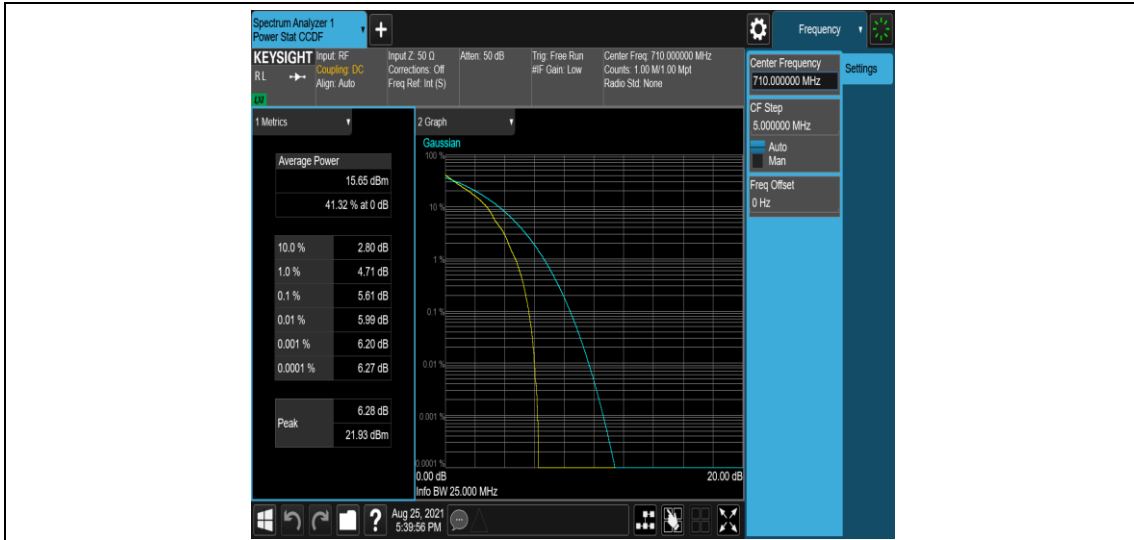 Spectrum Analyzer 1
Power Stat CCDF
Frequency
KEYSIGHT
RL
LXI
Input: RF
Coupling: DC
Align: Auto
Input Z: 50 Ω
Corrections: Off
Freq Ref: Int (S)
Atten: 50 dB
Trig: Free Run
#IF Gain: Low
Center Freq: 710.000000 MHz
Counts: 1.00 M/1.00 Mpt
Radio Std: None
Center Frequency
710.000000 MHz
Settings
CF Step
5.000000 MHz
Auto
Man
Freq Offset
0 Hz
1 Metrics
Average Power
15.65 dBm
41.32 % at 0 dB
10.0 % 2.80 dB
1.0 % 4.71 dB
0.1 % 5.61 dB
0.01 % 5.99 dB
0.001 % 6.20 dB
0.0001 % 6.27 dB
Peak 6.28 dB
21.93 dBm
2 Graph
Gaussian
100 %
10 %
1 %
0.1 %
0.01 %
0.001 %
0.0001 %
0.00 dB 20.00 dB
Info BW 25.000 MHz
?
Aug 25, 2021
5:39:56 PM